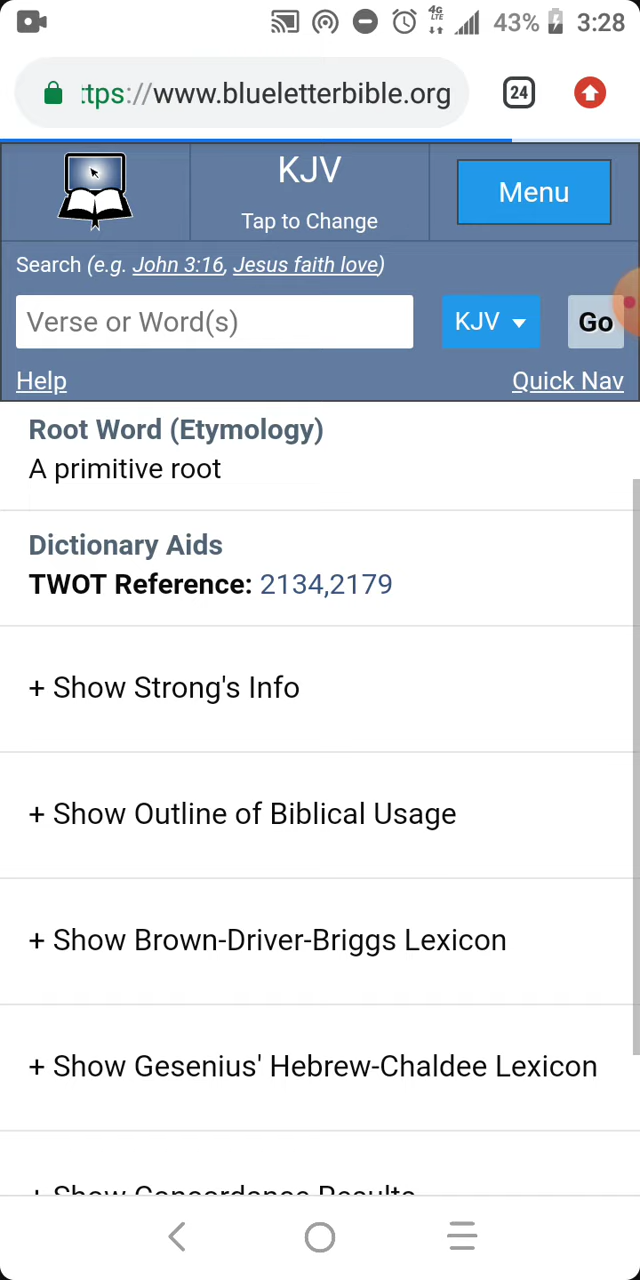 4G
LTE
43%
3:28
ttps://www.blueletterbible.org
24
KJV
Tap to Change
Menu
Search (e.g. John 3:16, Jesus faith love)
Verse or Word(s)
KJV
Go
Help
Quick Nav
Root Word (Etymology)
A primitive root
Dictionary Aids
TWOT Reference: 2134,2179
+ Show Strong's Info
+ Show Outline of Biblical Usage
+ Show Brown-Driver-Briggs Lexicon
+ Show Gesenius' Hebrew-Chaldee Lexicon
+ Show Concordance Results